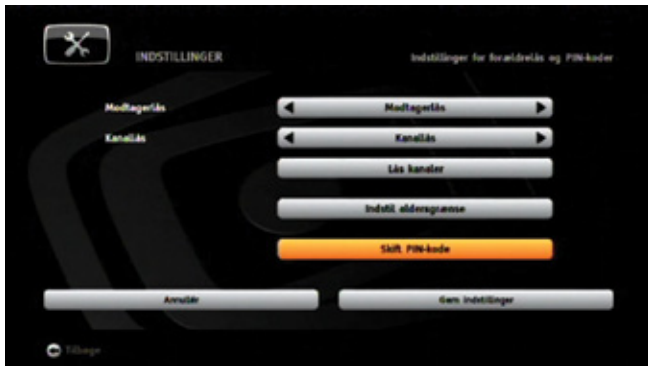 INDSTILLINGER
Indstillinger for forældrelås og PIN-koder
Modtagerlås Modtagerlås
Kanallås Kanallås
Lås kanaler
Indstil aldersgrænse
Skift PIN-kode
Annullér Gem indstillinger
Tilbage